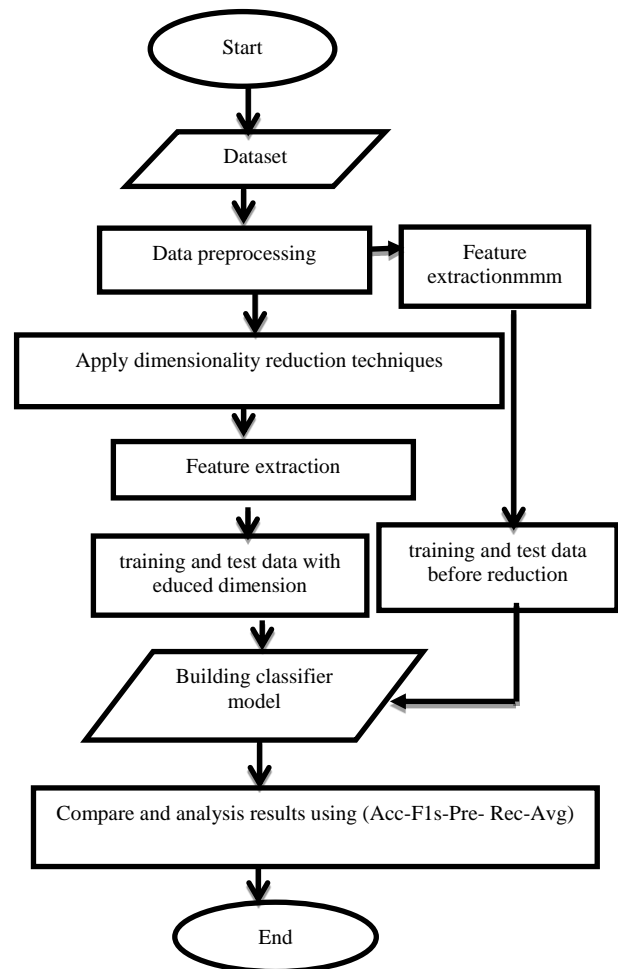 Start
Dataset
Data preprocessing
Feature
extractionmmm
Apply dimensionality reduction techniques
Feature extraction
training and test data with
educed dimension
training and test data
before reduction
Building classifier
model
Compare and analysis results using (Acc-F1s-Pre- Rec-Avg)
End